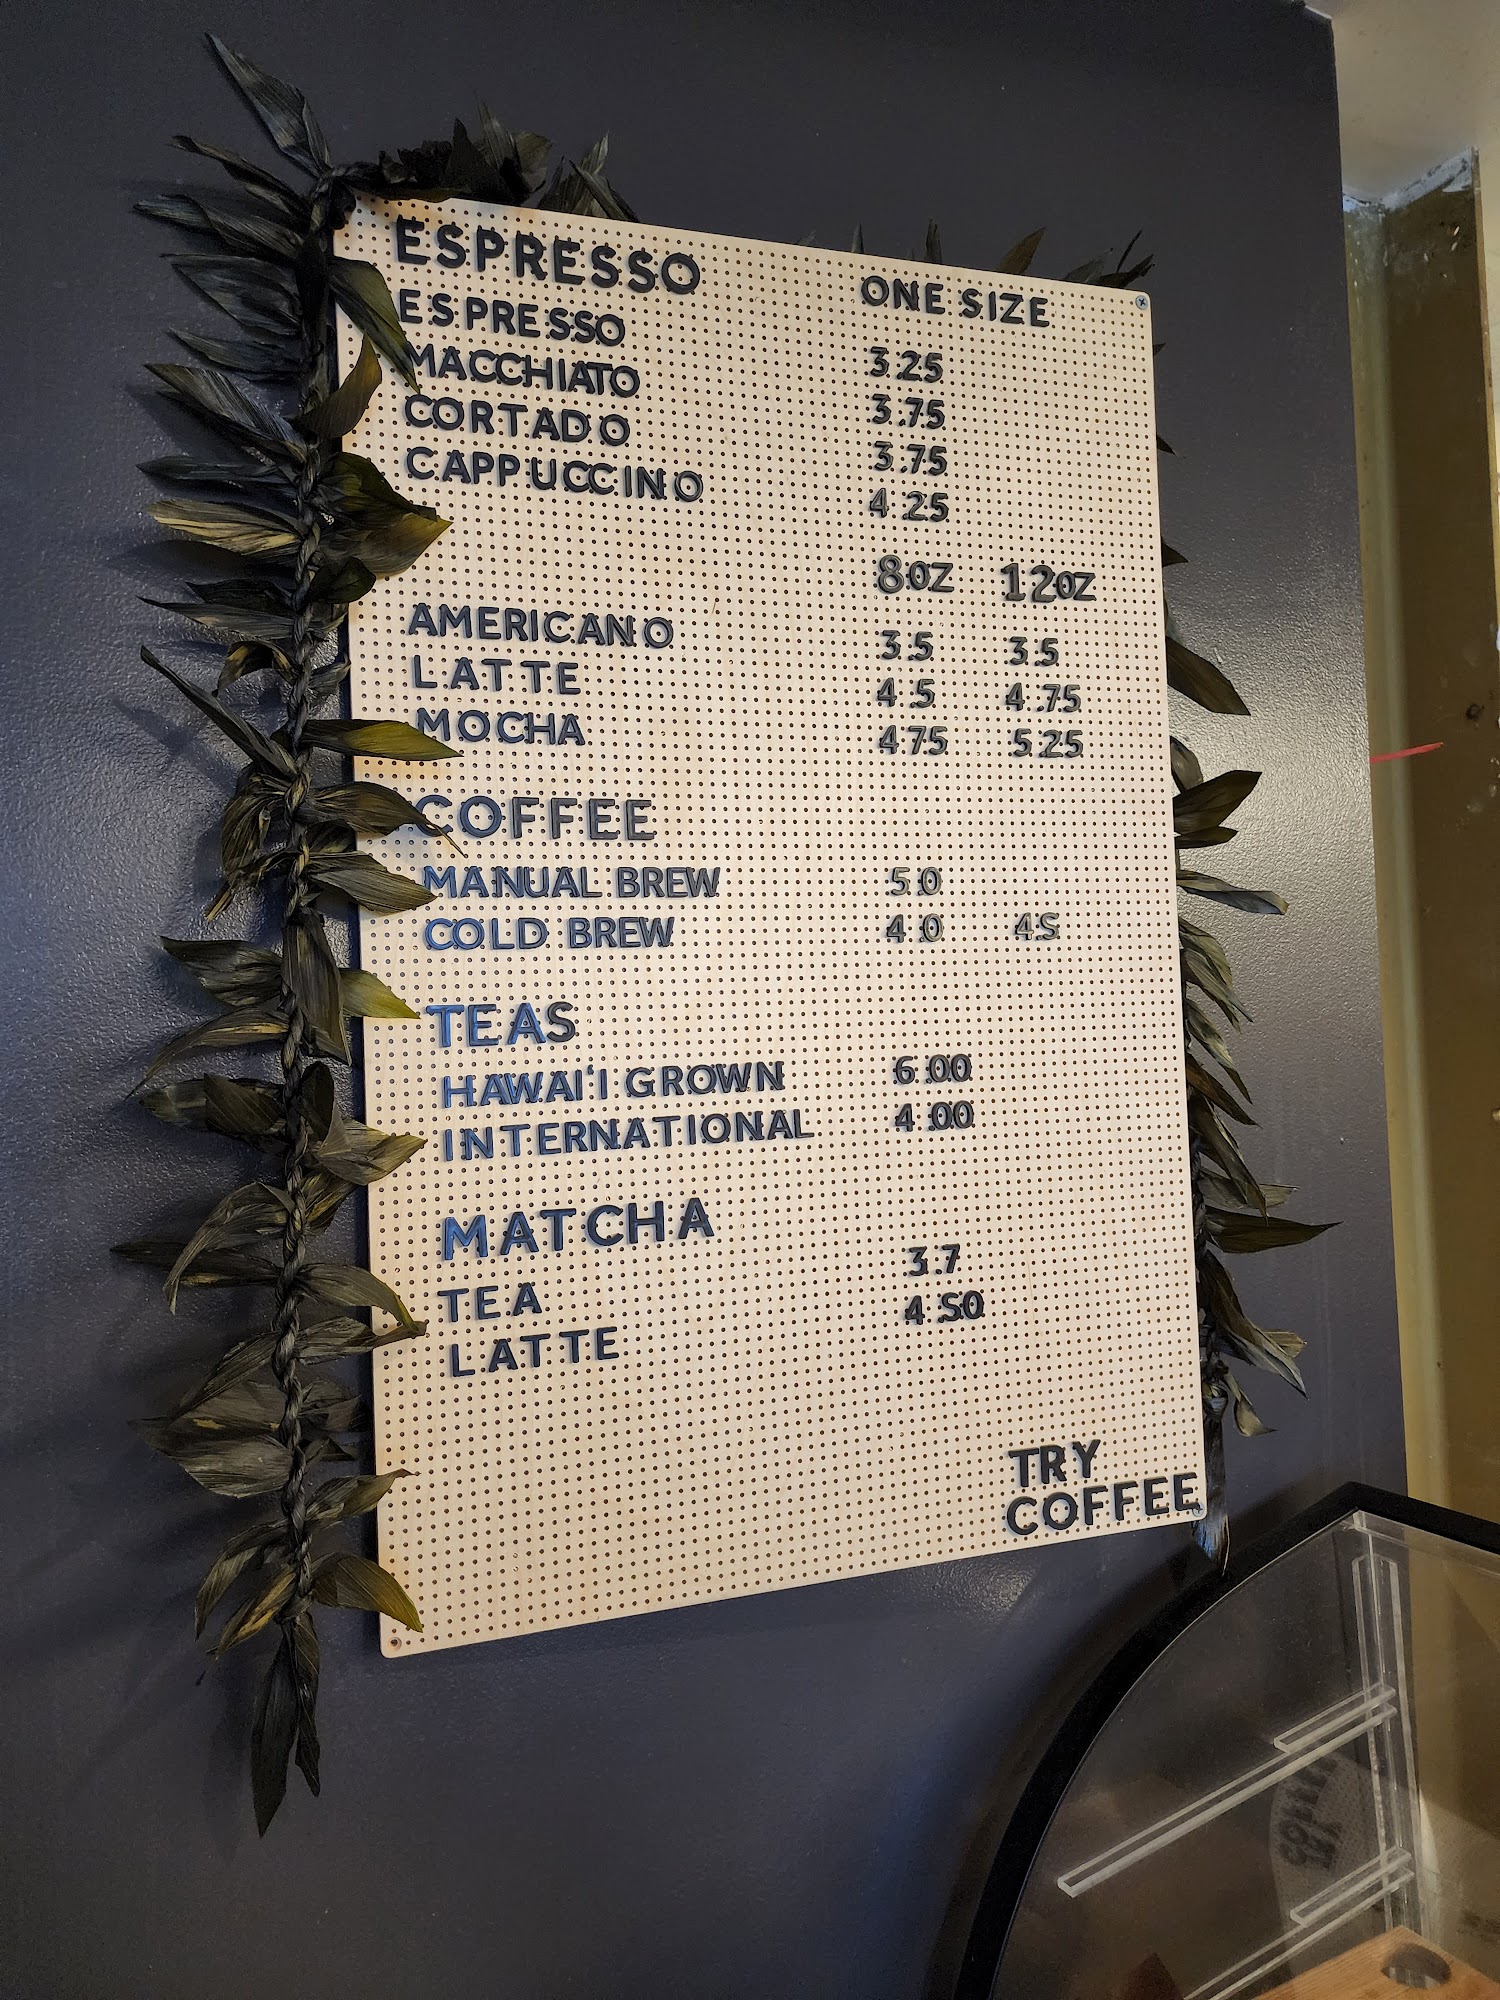 ESPRESSO ONE SIZE
ESPRESSO 3.25
MACCHIATO 3.75
CORTADO 3.75
CAPPUCCINO 4.25
8OZ 12OZ
AMERICANO 3.5 3.5
LATTE 4.5 4.75
MOCHA 4.75 5.25
COFFEE
MANUAL BREW 5.0
COLD BREW 4.0 4.S
TEAS
HAWAI‘I GROWN 6.00
INTERNATIONAL 4.00
MATCHA
TEA 3.7
LATTE 4.SO
TRY
COFFEE